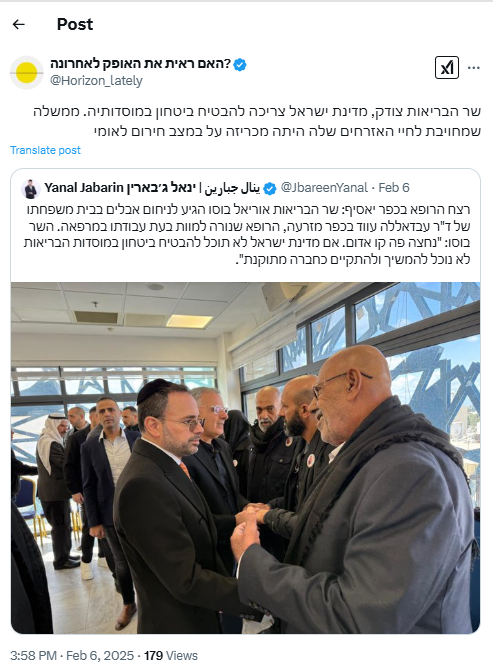 Post
האם ראית את האופק לאחרונה?
@Horizon_lately
שר הבריאות צודק, מדינת ישראל צריכה להבטיח ביטחון במוסדותיה. ממשלה
שמחויבת לחיי האזרחים שלה היתה מכריזה על במצב חירום לאומי
Translate post
Yanal Jabarin ינאל ג׳בארין | ينال جبارين @JbareenYanal · Feb 6
רצח הרופא בכפר יאסיף: שר הבריאות אוריאל בוסו הגיע לניחום אבלים בבית משפחתו
של ד"ר עבדאללה עווד בכפר מזרעה, הרופא שנורה למוות בעת עבודתו במרפאה. השר
בוסו: "נחצה פה קו אדום. אם מדינת ישראל לא תוכל להבטיח ביטחון במוסדות הבריאות
לא נוכל להמשיך ולהתקיים כחברה מתוקנת".
3:58 PM · Feb 6, 2025 · 179 Views